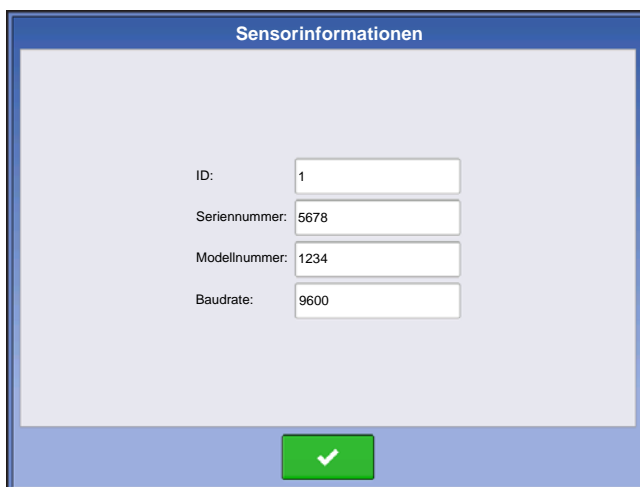 Sensorinformationen
ID: 1
Seriennummer: 5678
Modellnummer: 1234
Baudrate: 9600